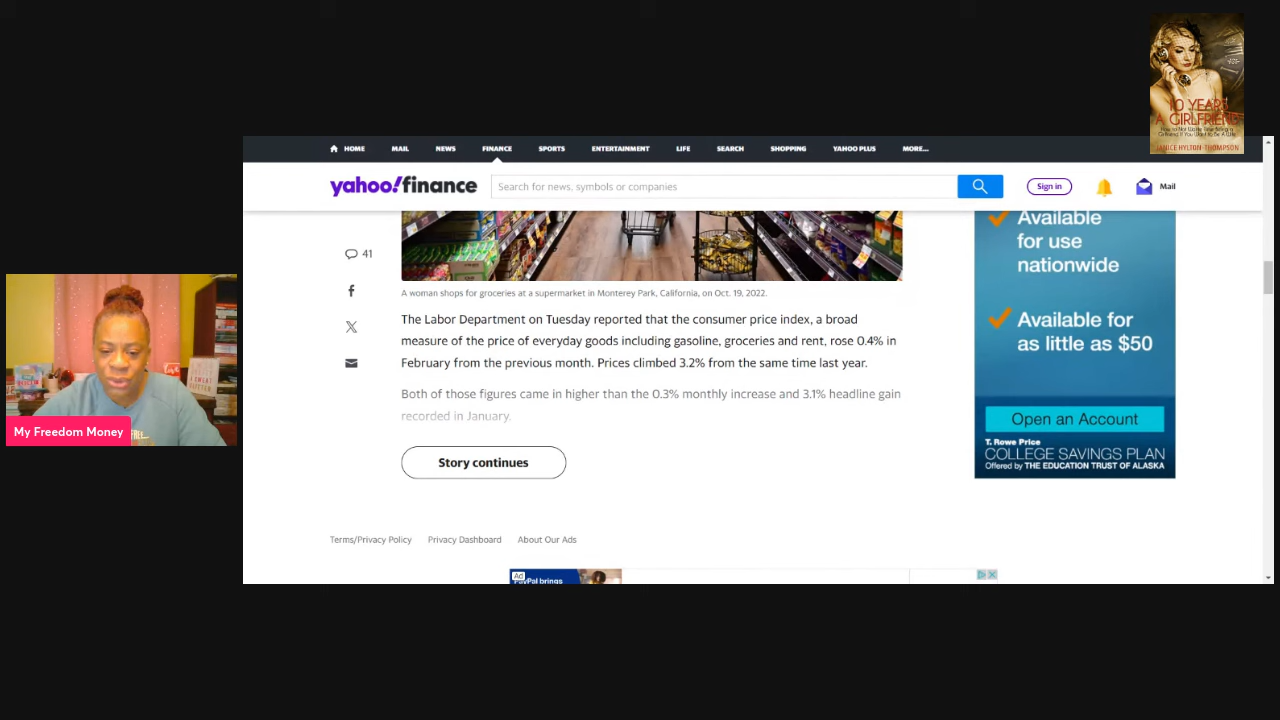 10 YEARS
A GIRLFRIEND
JANICE HYLTON-THOMPSON
HOME MAIL NEWS FINANCE SPORTS ENTERTAINMENT LIFE SEARCH SHOPPING YAHOO PLUS MORE...
yahoo!finance
Search for news, symbols or companies
Sign in
Mail
41
A woman shops for groceries at a supermarket in Monterey Park, California, on Oct. 19, 2022.
The Labor Department on Tuesday reported that the consumer price index, a broad
measure of the price of everyday goods including gasoline, groceries and rent, rose 0.4% in
February from the previous month. Prices climbed 3.2% from the same time last year.
Both of those figures came in higher than the 0.3% monthly increase and 3.1% headline gain
recorded in January.
Story continues
Available
for use
nationwide
Available for
as little as $50
Open an Account
T. Rowe Price
COLLEGE SAVINGS PLAN
Offered by THE EDUCATION TRUST OF ALASKA
My Freedom Money
Terms/Privacy Policy Privacy Dashboard About Our Ads
Ad
PayPal brings